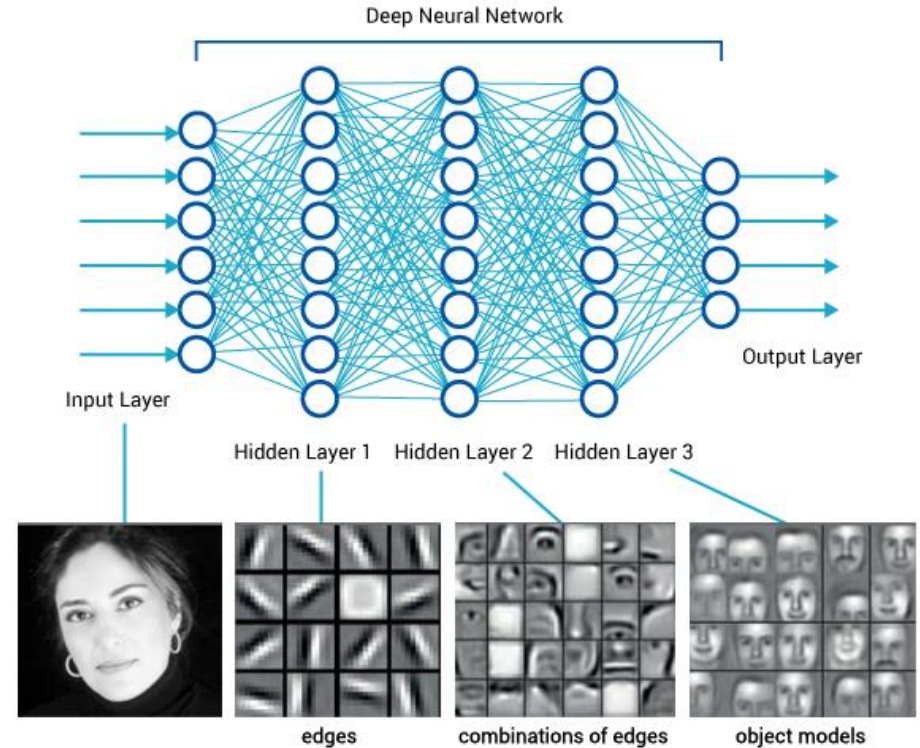 Deep Neural Network
Input Layer
Output Layer
Hidden Layer 1
Hidden Layer 2
Hidden Layer 3
edges
combinations of edges
object models